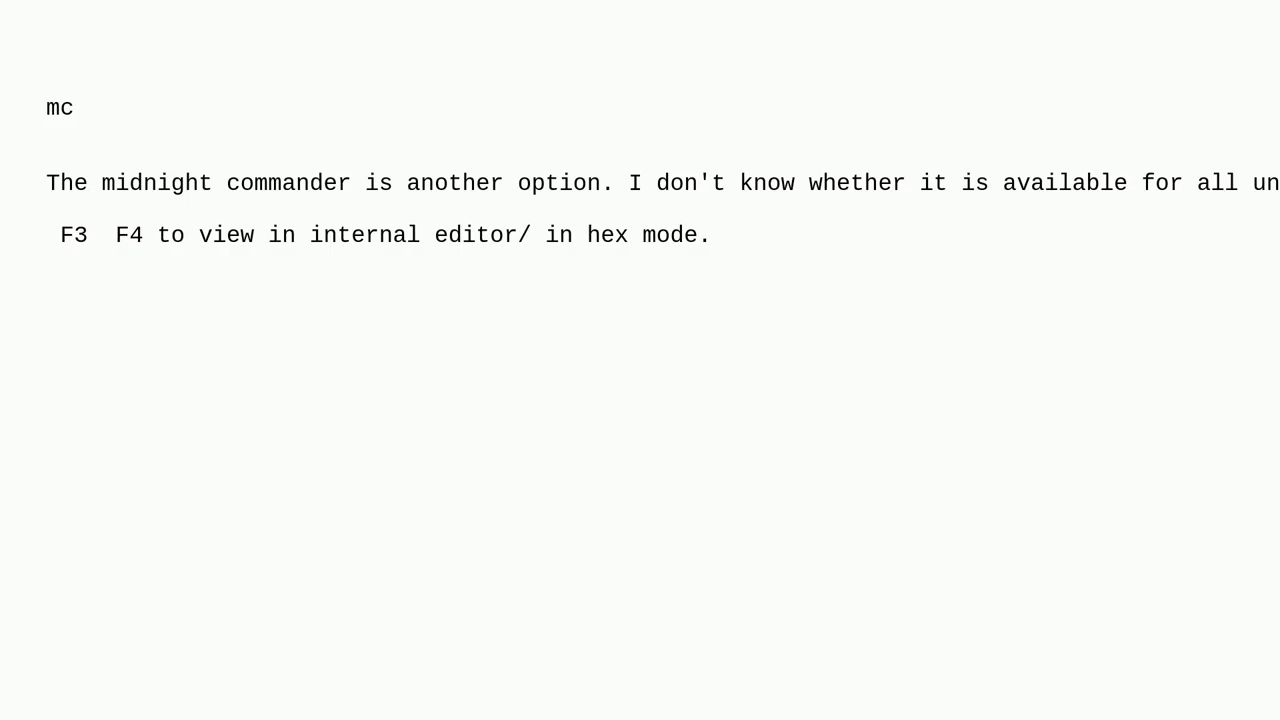 mc
The midnight commander is another option. I don't know whether it is available for all un
F3  F4 to view in internal editor/ in hex mode.